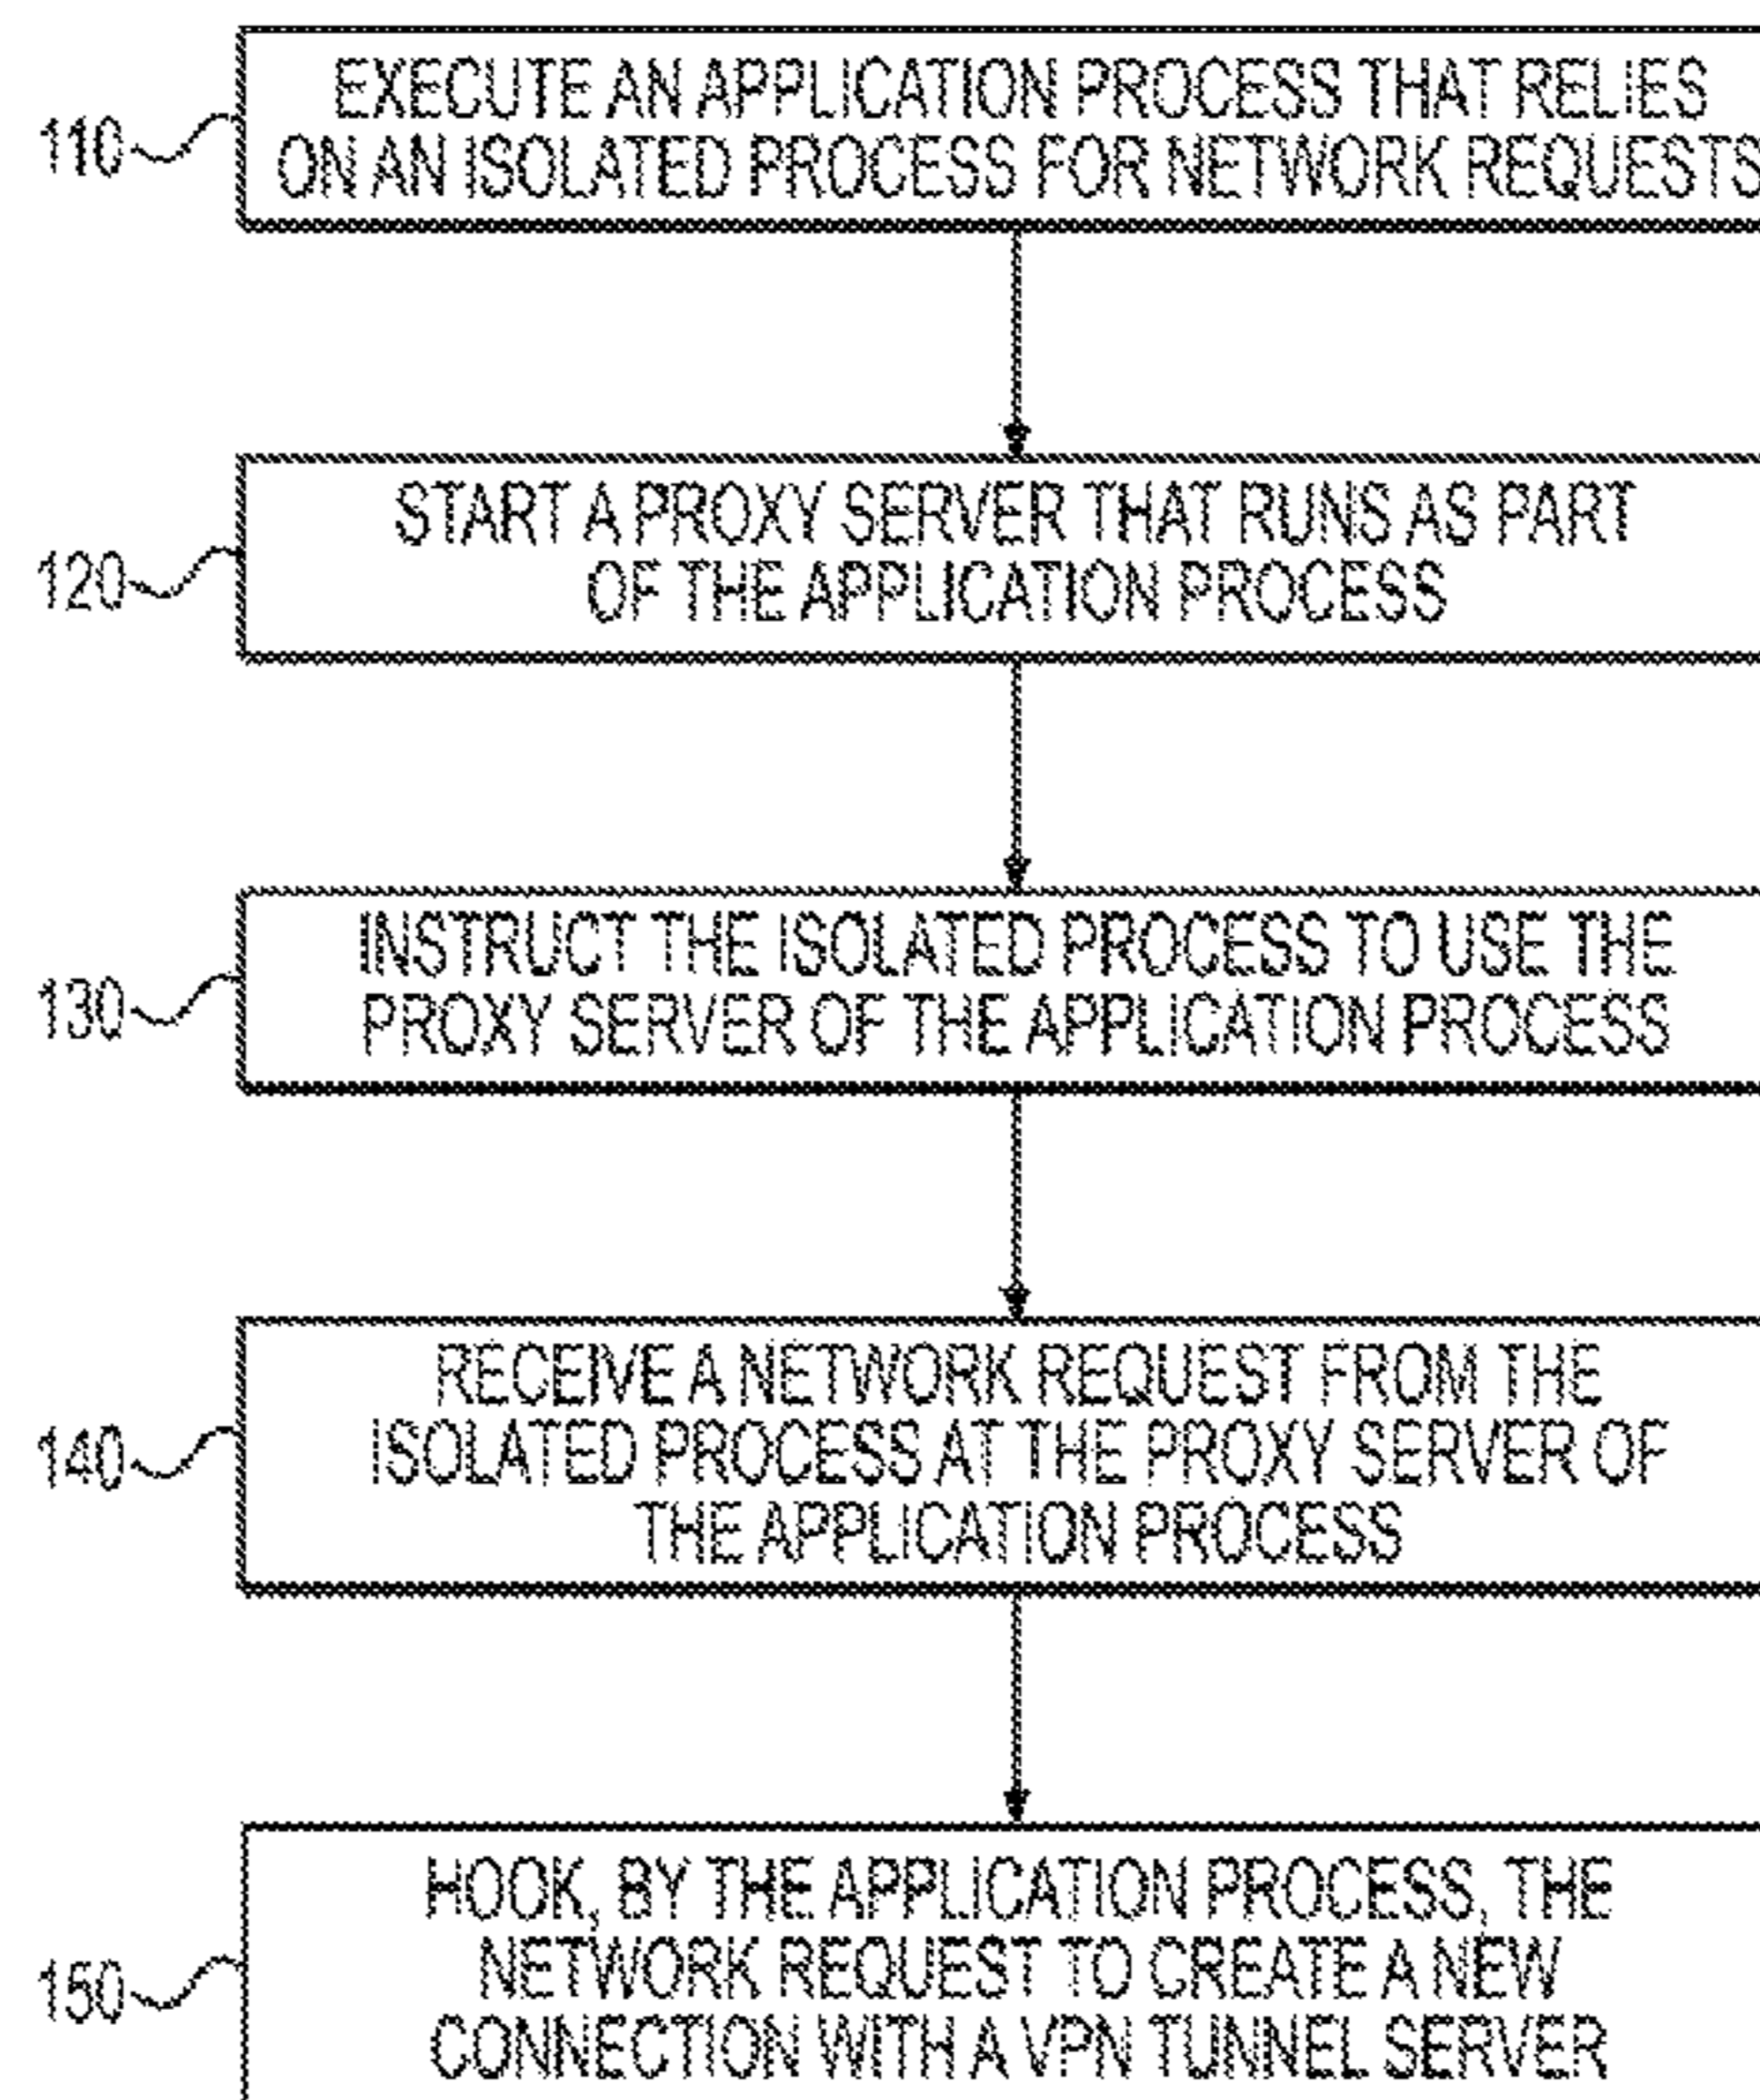 110
EXECUTE AN APPLICATION PROCESS THAT RELIES
ON AN ISOLATED PROCESS FOR NETWORK REQUESTS
120
START A PROXY SERVER THAT RUNS AS PART
OF THE APPLICATION PROCESS
130
INSTRUCT THE ISOLATED PROCESS TO USE THE
PROXY SERVER OF THE APPLICATION PROCESS
140
RECEIVE A NETWORK REQUEST FROM THE
ISOLATED PROCESS AT THE PROXY SERVER OF
THE APPLICATION PROCESS
150
HOOK, BY THE APPLICATION PROCESS, THE
NETWORK REQUEST TO CREATE A NEW
CONNECTION WITH A VPN TUNNEL SERVER